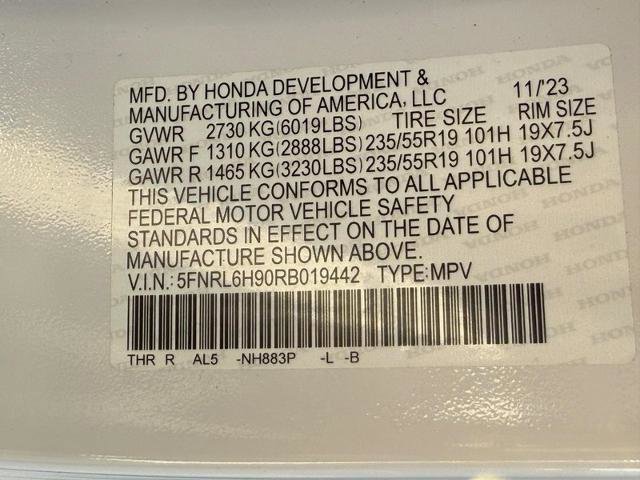 MFD. BY HONDA DEVELOPMENT &
MANUFACTURING OF AMERICA, LLC 11/'23
GVWR 2730 KG(6019LBS) TIRE SIZE RIM SIZE
GAWR F 1310 KG(2888LBS) 235/55R19 101H 19X7.5J
GAWR R 1465 KG(3230LBS) 235/55R19 101H 19X7.5J
THIS VEHICLE CONFORMS TO ALL APPLICABLE
FEDERAL MOTOR VEHICLE SAFETY
STANDARDS IN EFFECT ON THE DATE OF
MANUFACTURE SHOWN ABOVE.
V.I.N.: 5FNRL6H90RB019442 TYPE:MPV
THR R AL5 -NH883P -L -B